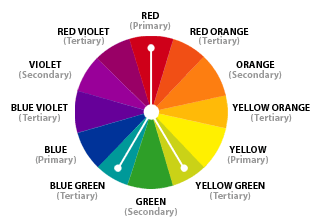 RED
(Primary)
RED VIOLET
(Tertiary)
RED ORANGE
(Tertiary)
VIOLET
(Secondary)
ORANGE
(Secondary)
BLUE VIOLET
(Tertiary)
YELLOW ORANGE
(Tertiary)
BLUE
(Primary)
YELLOW
(Primary)
BLUE GREEN
(Tertiary)
YELLOW GREEN
(Tertiary)
GREEN
(Secondary)